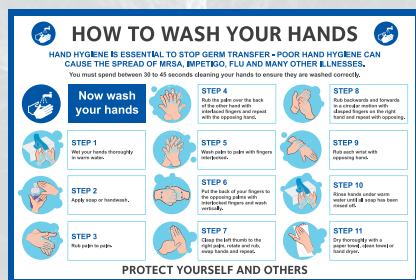 HOW TO WASH YOUR HANDS
HAND HYGIENE IS ESSENTIAL TO STOP GERM TRANSFER - POOR HAND HYGIENE CAN
CAUSE THE SPREAD OF MRSA, IMPETIGO, FLU AND MANY OTHER ILLNESSES.
You must spend between 30 to 45 seconds cleaning your hands to ensure they are washed correctly.
Now wash
your hands
STEP 1
Wet your hands thoroughly
in warm water.
STEP 2
Apply soap or handwash.
STEP 3
Rub palm to palm.
STEP 4
Rub the palm over the back
of the other hand with
interlaced fingers and repeat
with the opposing hand.
STEP 5
Wash palm to palm with fingers
interlocked.
STEP 6
Put the back of your fingers to
the opposing palms with
interlocked fingers and wash
vertically.
STEP 7
Clasp the left thumb to the
right palm, rotate and rub,
swap hands and repeat.
STEP 8
Rub backwards and forwards
in a circular motion with
clasped fingers on the right
hand and repeat with opposing.
STEP 9
Rub each wrist with
opposing hand.
STEP 10
Rinse hands under warm
water until all soap has been
rinsed off.
STEP 11
Dry thoroughly with a
paper towel, clean towel or
hand dryer.
PROTECT YOURSELF AND OTHERS